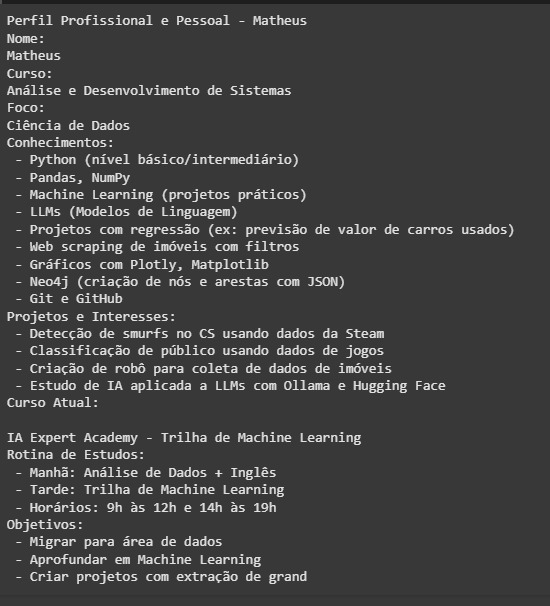 Perfil Profissional e Pessoal - Matheus
Nome:
Matheus
Curso:
Análise e Desenvolvimento de Sistemas
Foco:
Ciência de Dados
Conhecimentos:
- Python (nível básico/intermediário)
- Pandas, NumPy
- Machine Learning (projetos práticos)
- LLMs (Modelos de Linguagem)
- Projetos com regressão (ex: previsão de valor de carros usados)
- Web scraping de imóveis com filtros
- Gráficos com Plotly, Matplotlib
- Neo4j (criação de nós e arestas com JSON)
- Git e GitHub
Projetos e Interesses:
- Detecção de smurfs no CS usando dados da Steam
- Classificação de público usando dados de jogos
- Criação de robô para coleta de dados de imóveis
- Estudo de IA aplicada a LLMs com Ollama e Hugging Face
Curso Atual:
IA Expert Academy - Trilha de Machine Learning
Rotina de Estudos:
- Manhã: Análise de Dados + Inglês
- Tarde: Trilha de Machine Learning
- Horários: 9h às 12h e 14h às 19h
Objetivos:
- Migrar para área de dados
- Aprofundar em Machine Learning
- Criar projetos com extração de grand